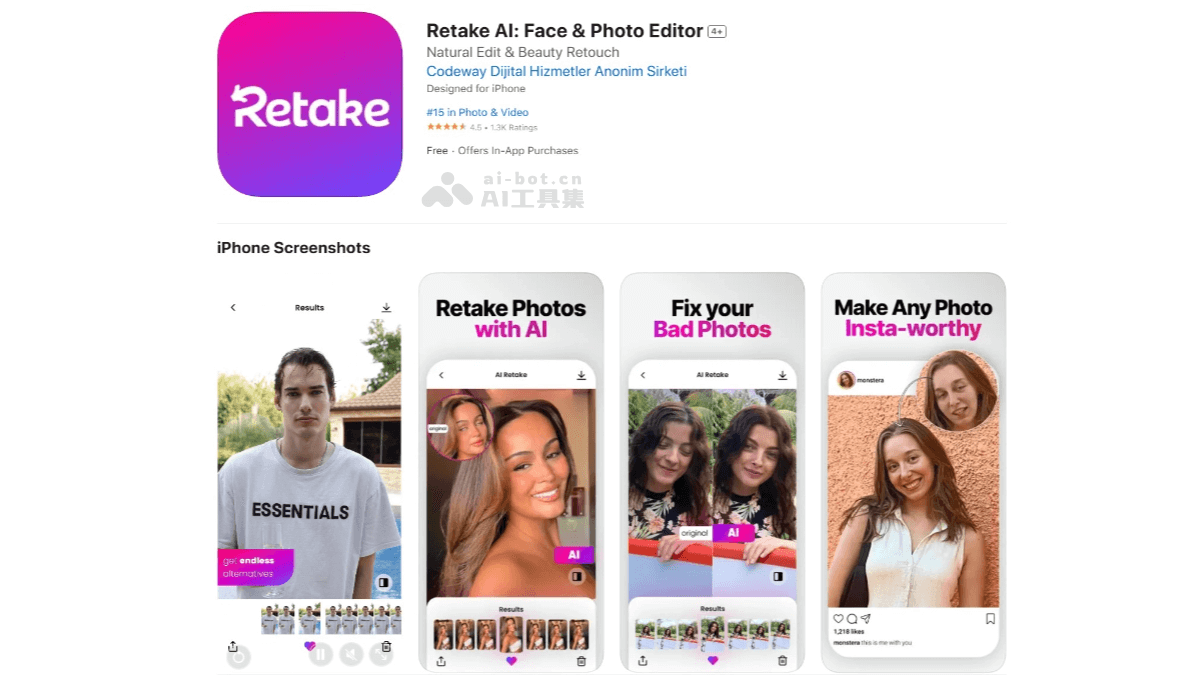 Retake
Retake AI: Face & Photo Editor 4+
Natural Edit & Beauty Retouch
Codeway Dijital Hizmetler Anonim Sirketi
Designed for iPhone
#15 in Photo & Video
4.5 • 1.3K Ratings
Free · Offers In-App Purchases
ai-bot.cn
AI工具集
iPhone Screenshots
Results
ESSENTIALS
get endless
alternatives
Retake Photos
with AI
AI Retake
original
AI
Results
Fix your
Bad Photos
AI Retake
original AI
Results
Make Any Photo
Insta-worthy
monstera
1,218 likes
monstera this is me with you